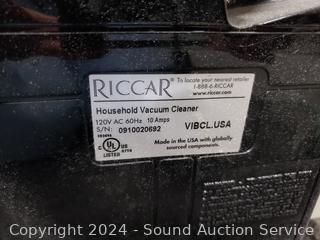 RICCAR®
To locate your nearest retailer
1-888-6-RICCAR
www.riccar.com
Household Vacuum Cleaner
120V AC 60Hz 10 Amps
S/N: 0910020692
VIBCL.USA
C UL US
LISTED
Made in the USA with globally
sourced components.
Copyright © 2024 - Sound Auction Service